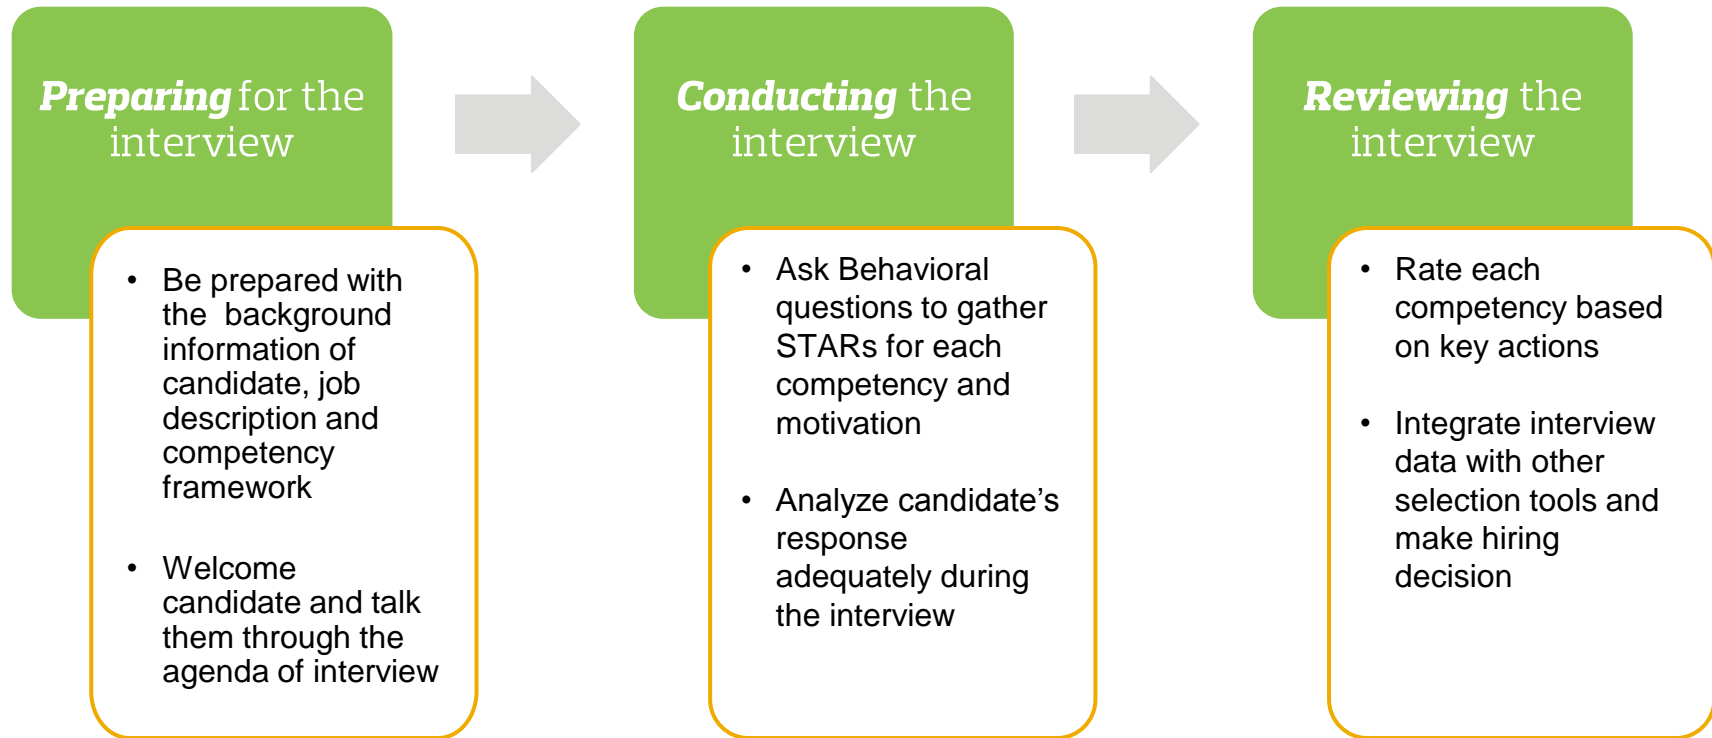 Preparing for the
interview
• Be prepared with
the  background
information of
candidate, job
description and
competency
framework
• Welcome
candidate and talk
them through the
agenda of interview
Conducting the
interview
• Ask Behavioral
questions to gather
STARs for each
competency and
motivation
• Analyze candidate’s
response
adequately during
the interview
Reviewing the
interview
• Rate each
competency based
on key actions
• Integrate interview
data with other
selection tools and
make hiring
decision